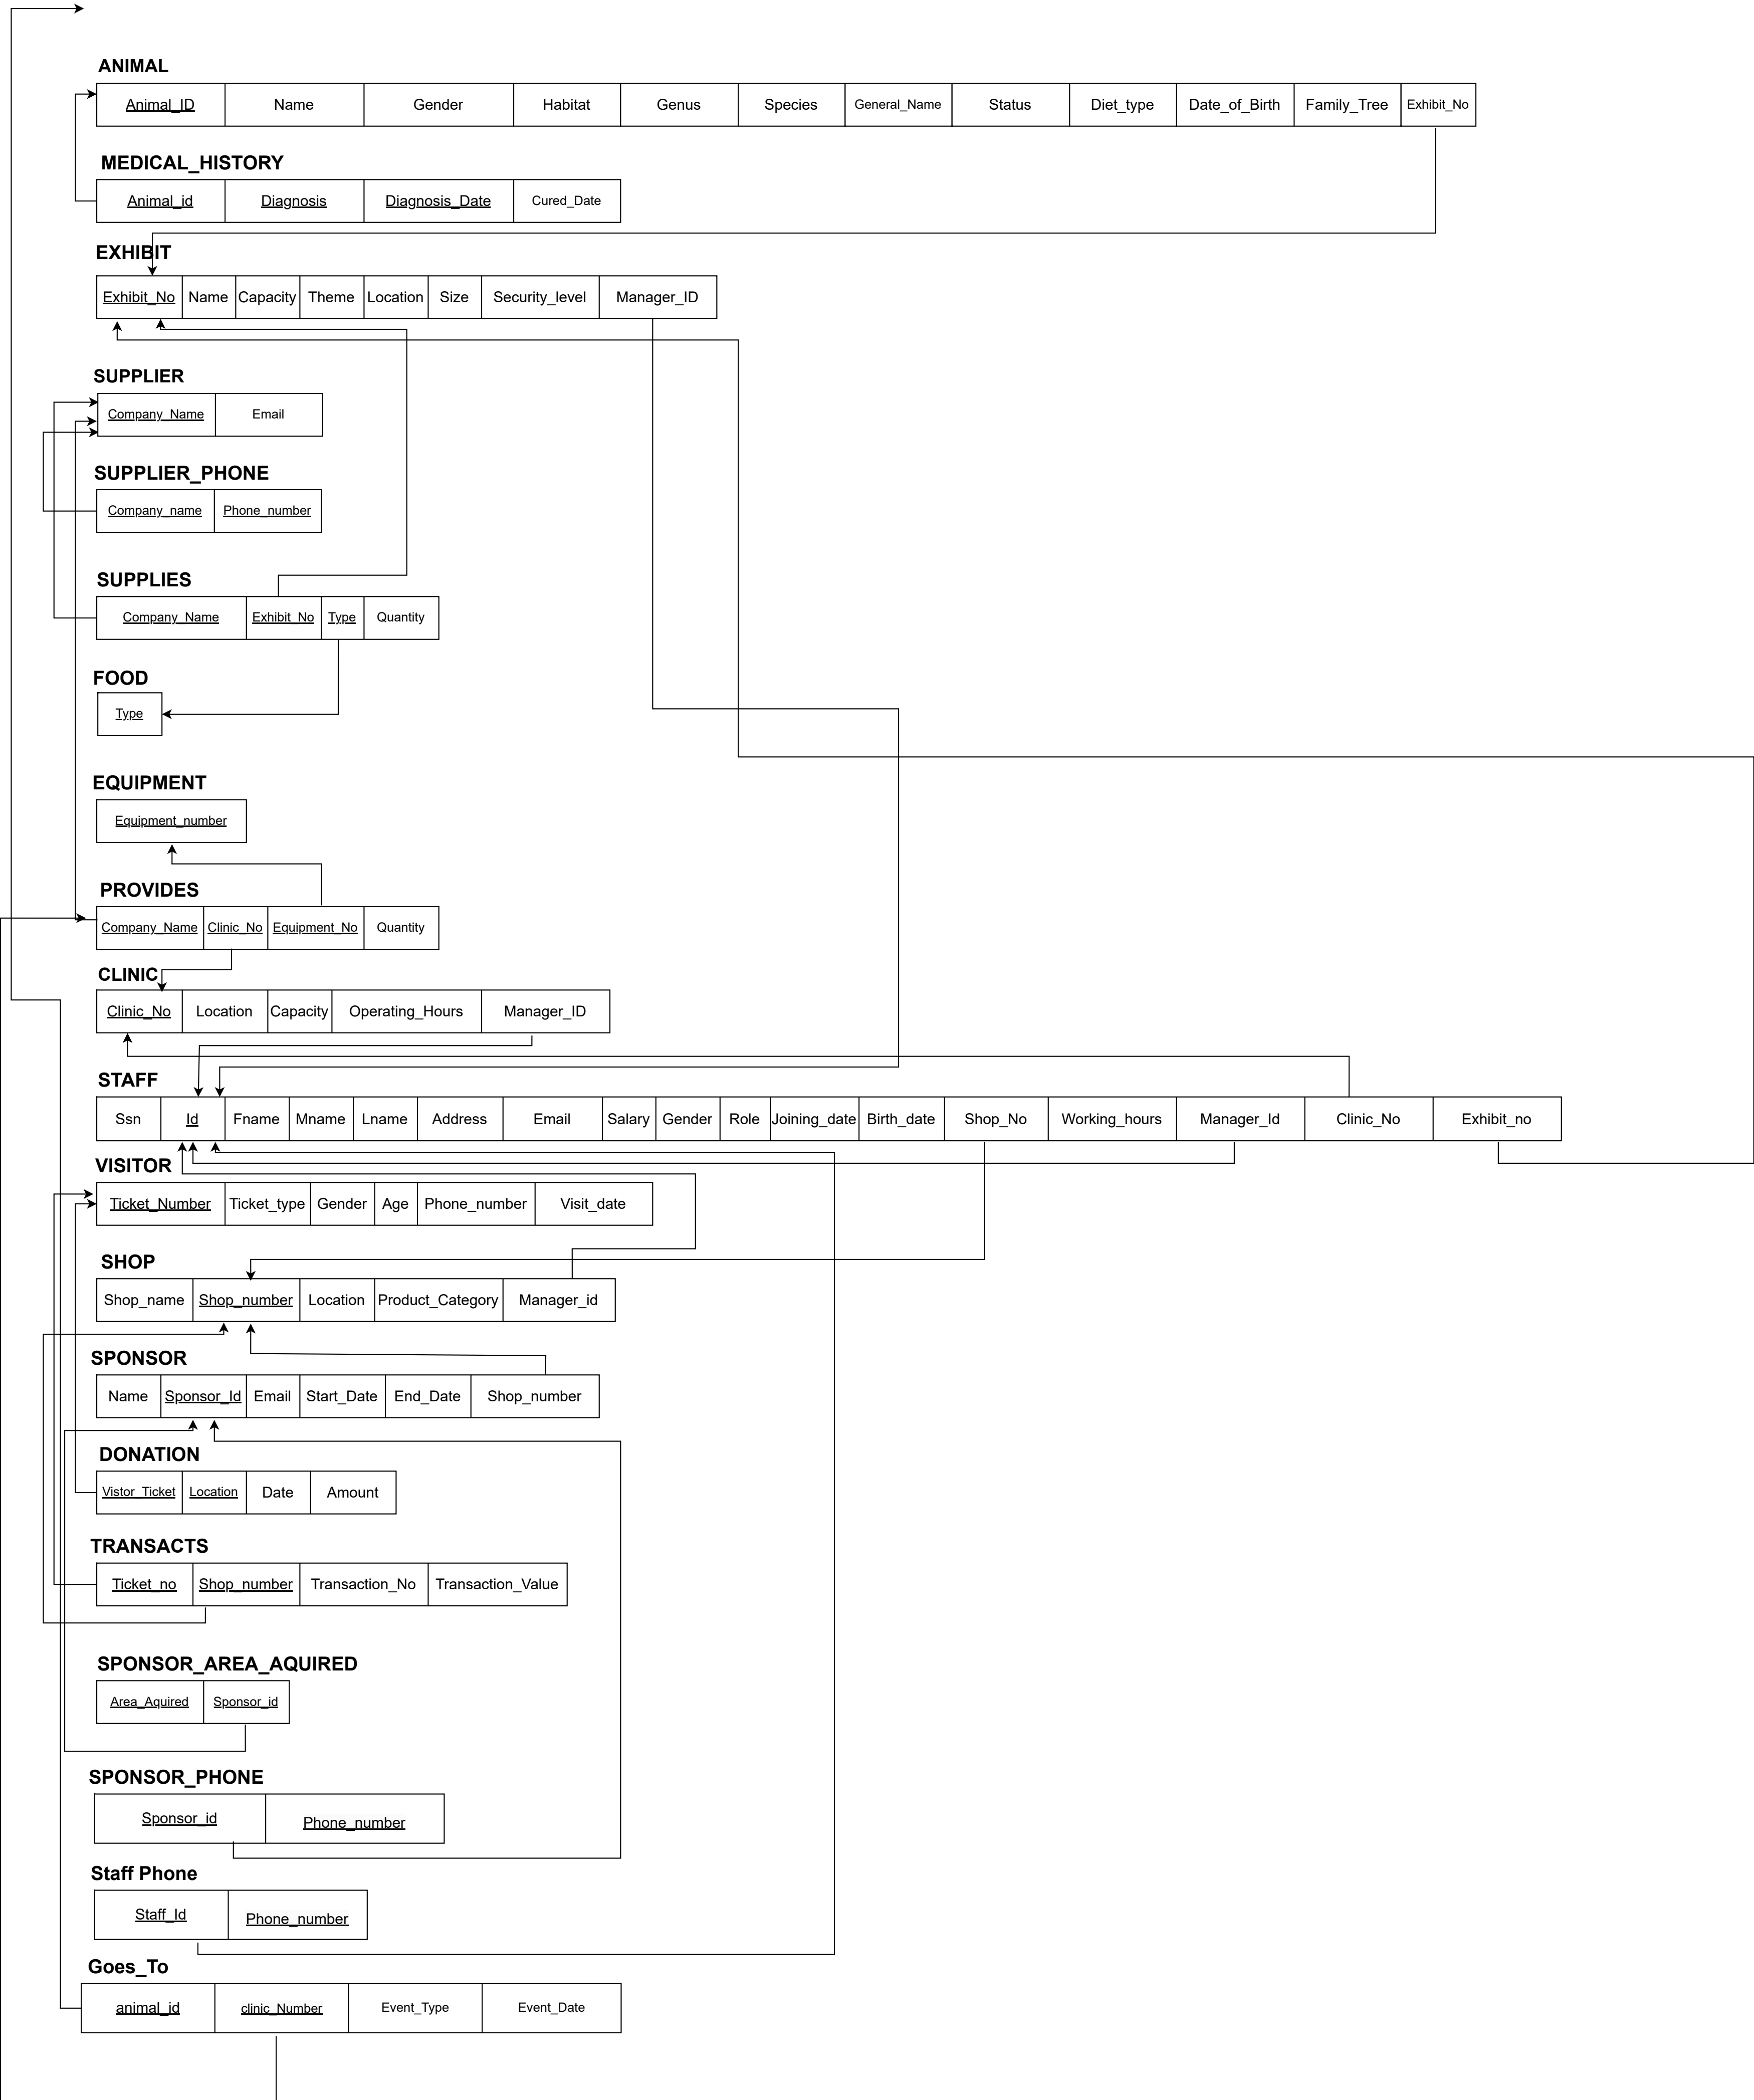 ANIMAL
Animal_ID Name Gender Habitat Genus Species General_Name Status Diet_type Date_of_Birth Family_Tree Exhibit_No
MEDICAL_HISTORY
Animal_id Diagnosis Diagnosis_Date Cured_Date
EXHIBIT
Exhibit_No Name Capacity Theme Location Size Security_level Manager_ID
SUPPLIER
Company_Name Email
SUPPLIER_PHONE
Company_name Phone_number
SUPPLIES
Company_Name Exhibit_No Type Quantity
FOOD
Type
EQUIPMENT
Equipment_number
PROVIDES
Company_Name Clinic_No Equipment_No Quantity
CLINIC
Clinic_No Location Capacity Operating_Hours Manager_ID
STAFF
Ssn Id Fname Mname Lname Address Email Salary Gender Role Joining_date Birth_date Shop_No Working_hours Manager_Id Clinic_No Exhibit_no
VISITOR
Ticket_Number Ticket_type Gender Age Phone_number Visit_date
SHOP
Shop_name Shop_number Location Product_Category Manager_id
SPONSOR
Name Sponsor_Id Email Start_Date End_Date Shop_number
DONATION
Vistor_Ticket Location Date Amount
TRANSACTS
Ticket_no Shop_number Transaction_No Transaction_Value
SPONSOR_AREA_AQUIRED
Area_Aquired Sponsor_id
SPONSOR_PHONE
Sponsor_id Phone_number
Staff Phone
Staff_Id Phone_number
Goes_To
animal_id clinic_Number Event_Type Event_Date